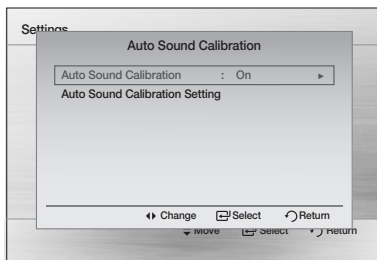 Settings
Auto Sound Calibration
Auto Sound Calibration : On ►
Auto Sound Calibration Setting
Change Select Return
Move Select Return